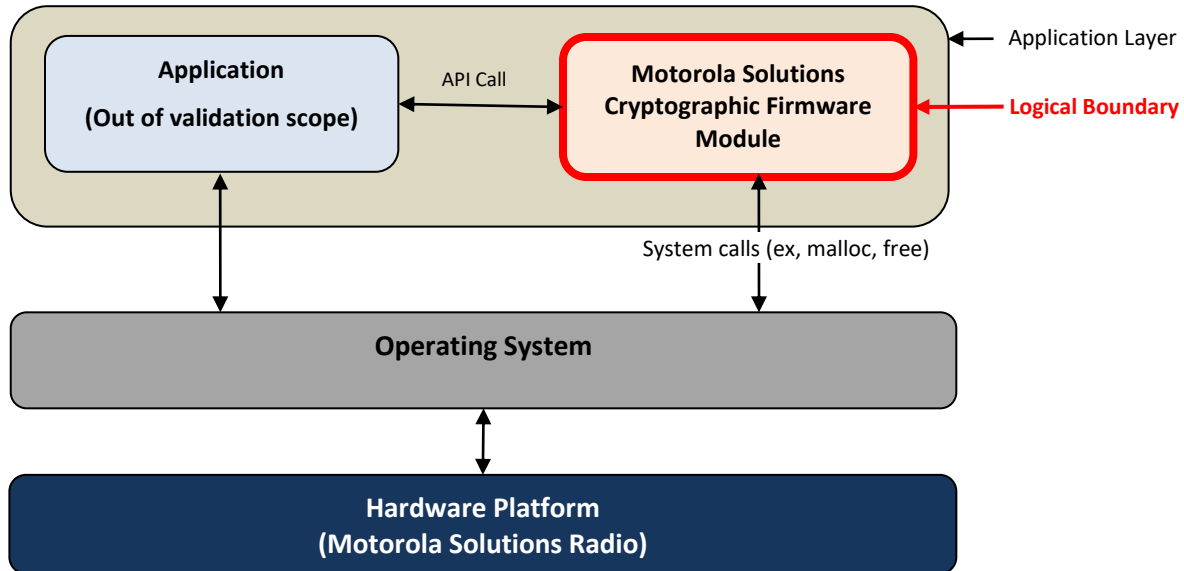 Application Layer
Application
(Out of validation scope)
API Call
Motorola Solutions
Cryptographic Firmware
Module
Logical Boundary
System calls (ex, malloc, free)
Operating System
Hardware Platform
(Motorola Solutions Radio)